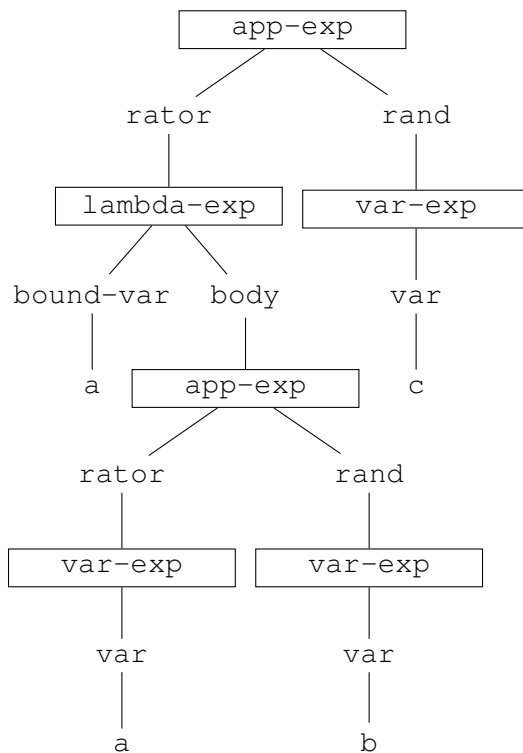 app-exp
rator rand
lambda-exp var-exp
bound-var body var
a app-exp c
rator rand
var-exp var-exp
var var
a b